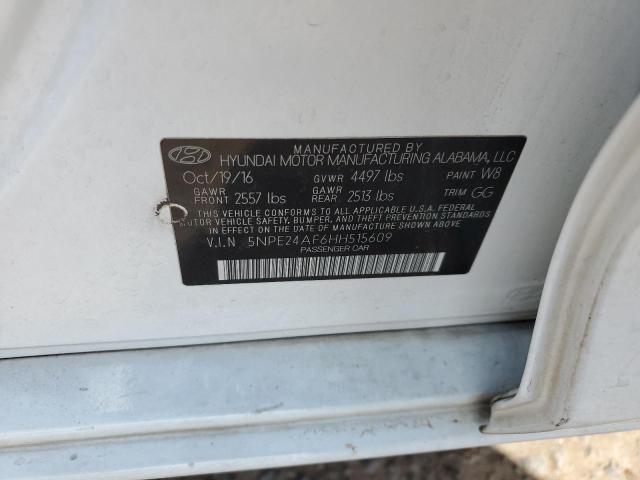 MANUFACTURED BY
HYUNDAI MOTOR MANUFACTURING ALABAMA, LLC
Oct/19/16 GVWR 4497 lbs PAINT W8
GAWR FRONT 2557 lbs GAWR REAR 2513 lbs TRIM GG
THIS VEHICLE CONFORMS TO ALL APPLICABLE U.S.A. FEDERAL
MOTOR VEHICLE SAFETY, BUMPER, AND THEFT PREVENTION STANDARDS
IN EFFECT ON THE DATE OF MANUFACTURE SHOWN ABOVE.
V.I.N 5NPE24AF6HH515609
PASSENGER CAR